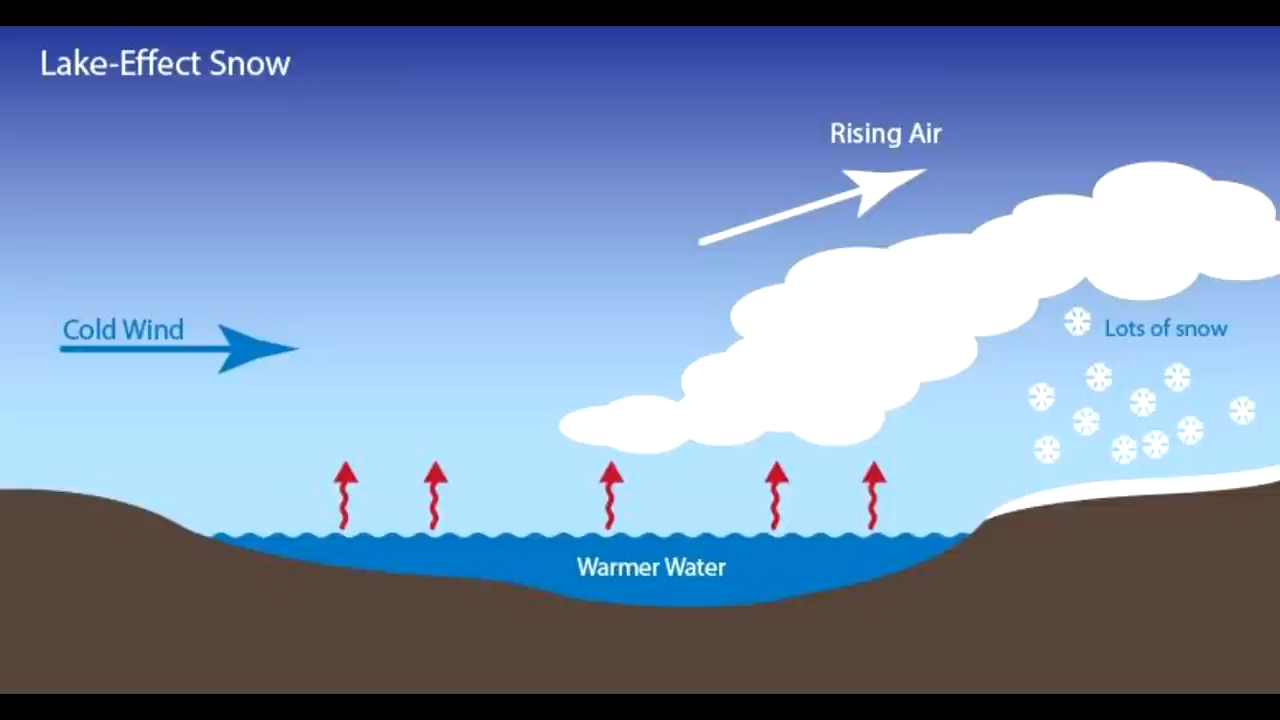 Lake-Effect Snow
Rising Air
Cold Wind
Lots of snow
Warmer Water